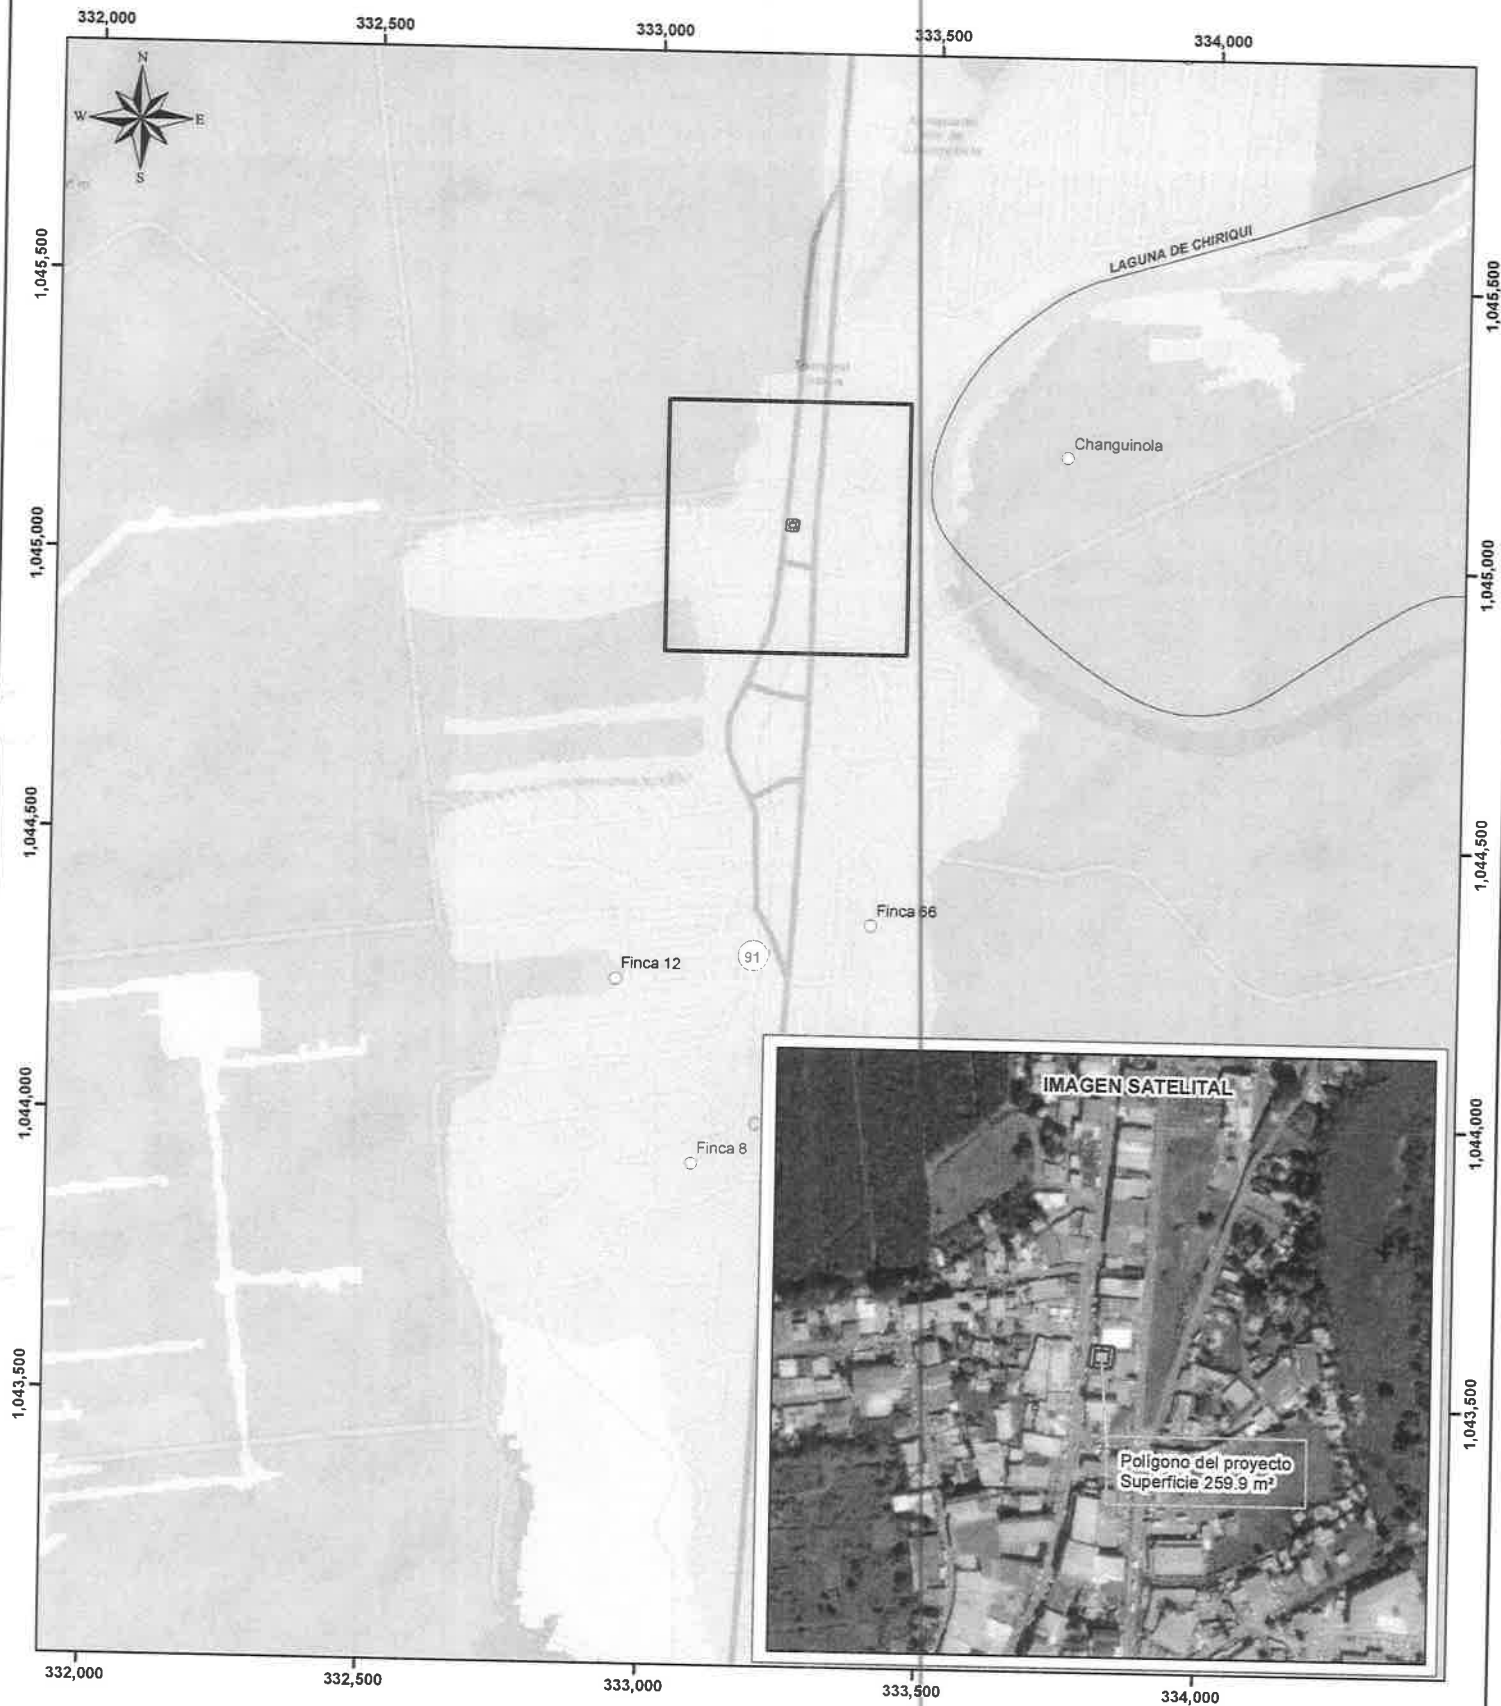 332,000
332,500
333,000
333,500
334,000
N
W
E
S
1,045,500
1,045,000
1,044,500
1,044,000
1,043,500
LAGUNA DE CHIRIQUI
Changuinola
Finca 66
91
Finca 12
Finca 8
IMAGEN SATELITAL
Polígono del proyecto
Superficie 259.9 m²
1,045,500
1,045,000
1,044,500
1,044,000
1,043,500
332,000
332,500
333,000
333,500
334,000